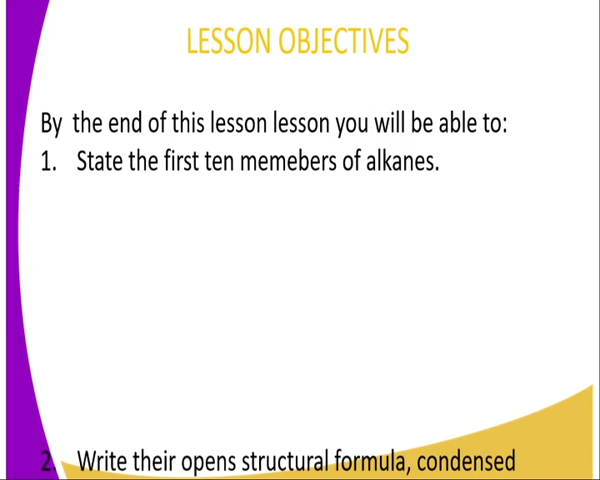 LESSON OBJECTIVES
By the end of this lesson lesson you will be able to:
1. State the first ten memebers of alkanes.
2. Write their opens structural formula, condensed